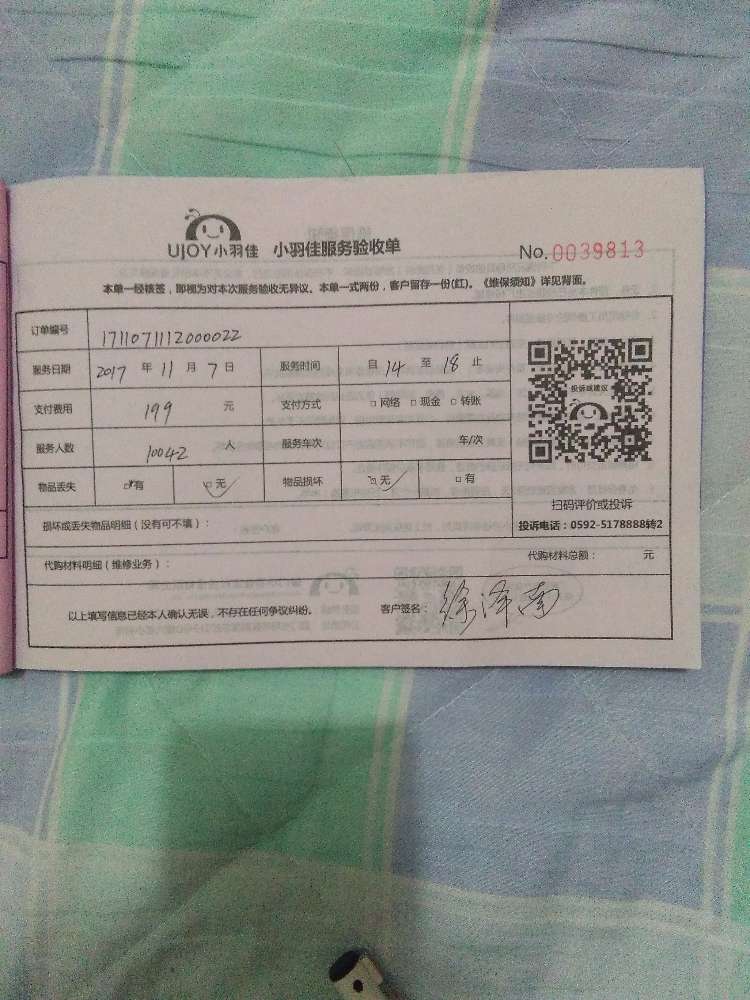 UJOY小羽佳 小羽佳服务验收单 No. 0039813
本单一经核签，即视为对本次服务验收无异议。本单一式两份，客户留存一份(红)。《维保须知》详见背面。
订单编号 1711071112000022
服务日期 2017 年 11 月 7 日 服务时间 自 14 至 18 止
支付费用 199 元 支付方式 □ 网络 □ 现金 □ 转账
服务人数 10042 人 服务车次 车/次
物品丢失 □ 有 □ 无 ✓ 物品损坏 □ 无 ✓ □ 有
投诉或建议
扫码评价或投诉
投诉电话：0592-5178888转2
损坏或丢失物品明细（没有可不填）：
代购材料明细（维修业务）： 代购材料总额： 元
以上填写信息已经本人确认无误，不存在任何争议纠纷。 客户签名： 徐泽南